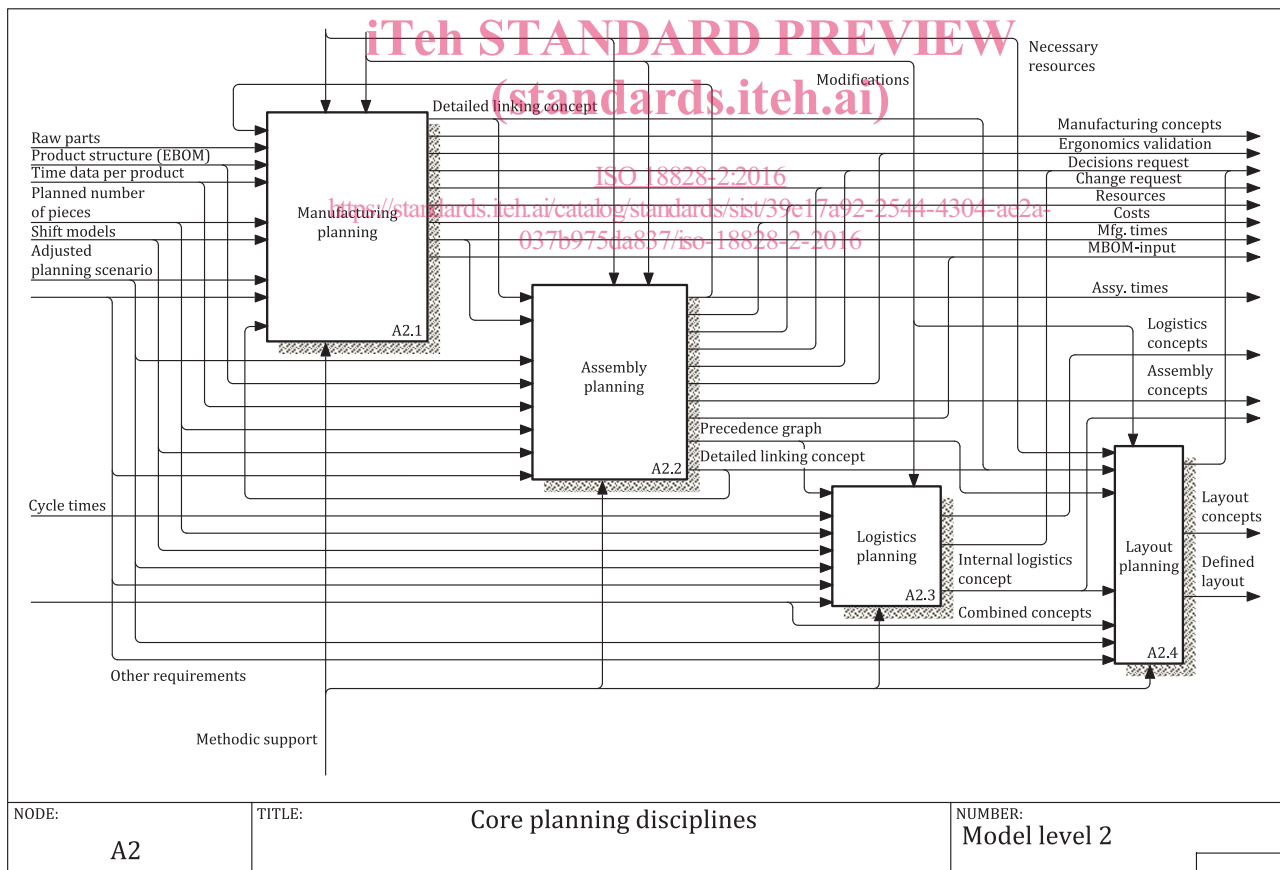 iTeh STANDARD PREVIEW
(standards.iteh.ai)
ISO 18828-2:2016
https://standards.iteh.ai/catalog/standards/sist/39e17a92-2544-4304-ae2a-
037b975da837/iso-18828-2-2016
Necessary
resources
Modifications
Detailed linking concept
Raw parts
Product structure (EBOM)
Time data per product
Planned number
of pieces
Shift models
Adjusted
planning scenario
Manufacturing
planning
A2.1
Manufacturing concepts
Ergonomics validation
Decisions request
Change request
Resources
Costs
Mfg. times
MBOM-input
Assy. times
Logistics
concepts
Assembly
concepts
Assembly
planning
A2.2
Precedence graph
Detailed linking concept
Cycle times
Logistics
planning
A2.3
Internal logistics
concept
Combined concepts
Layout
planning
A2.4
Layout
concepts
Defined
layout
Other requirements
Methodic support
NODE:
A2
TITLE:
Core planning disciplines
NUMBER:
Model level 2